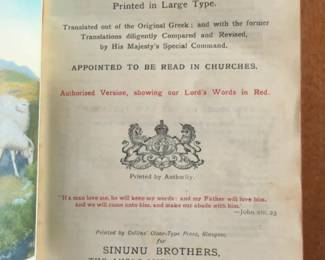 Printed in Large Type.
Translated out of the Original Greek: and with the former
Translations diligently Compared and Revised,
by His Majesty's Special Command.
APPOINTED TO BE READ IN CHURCHES.
Authorised Version, showing our Lord's Words in Red.
Printed by Authority.
"If a man love me, he will keep my words: and my Father will love him,
and we will come unto him, and make our abode with him."
—John, xiv. 23
Printed by Collins' Clear-Type Press, Glasgow,
for
SINUNU BROTHERS,